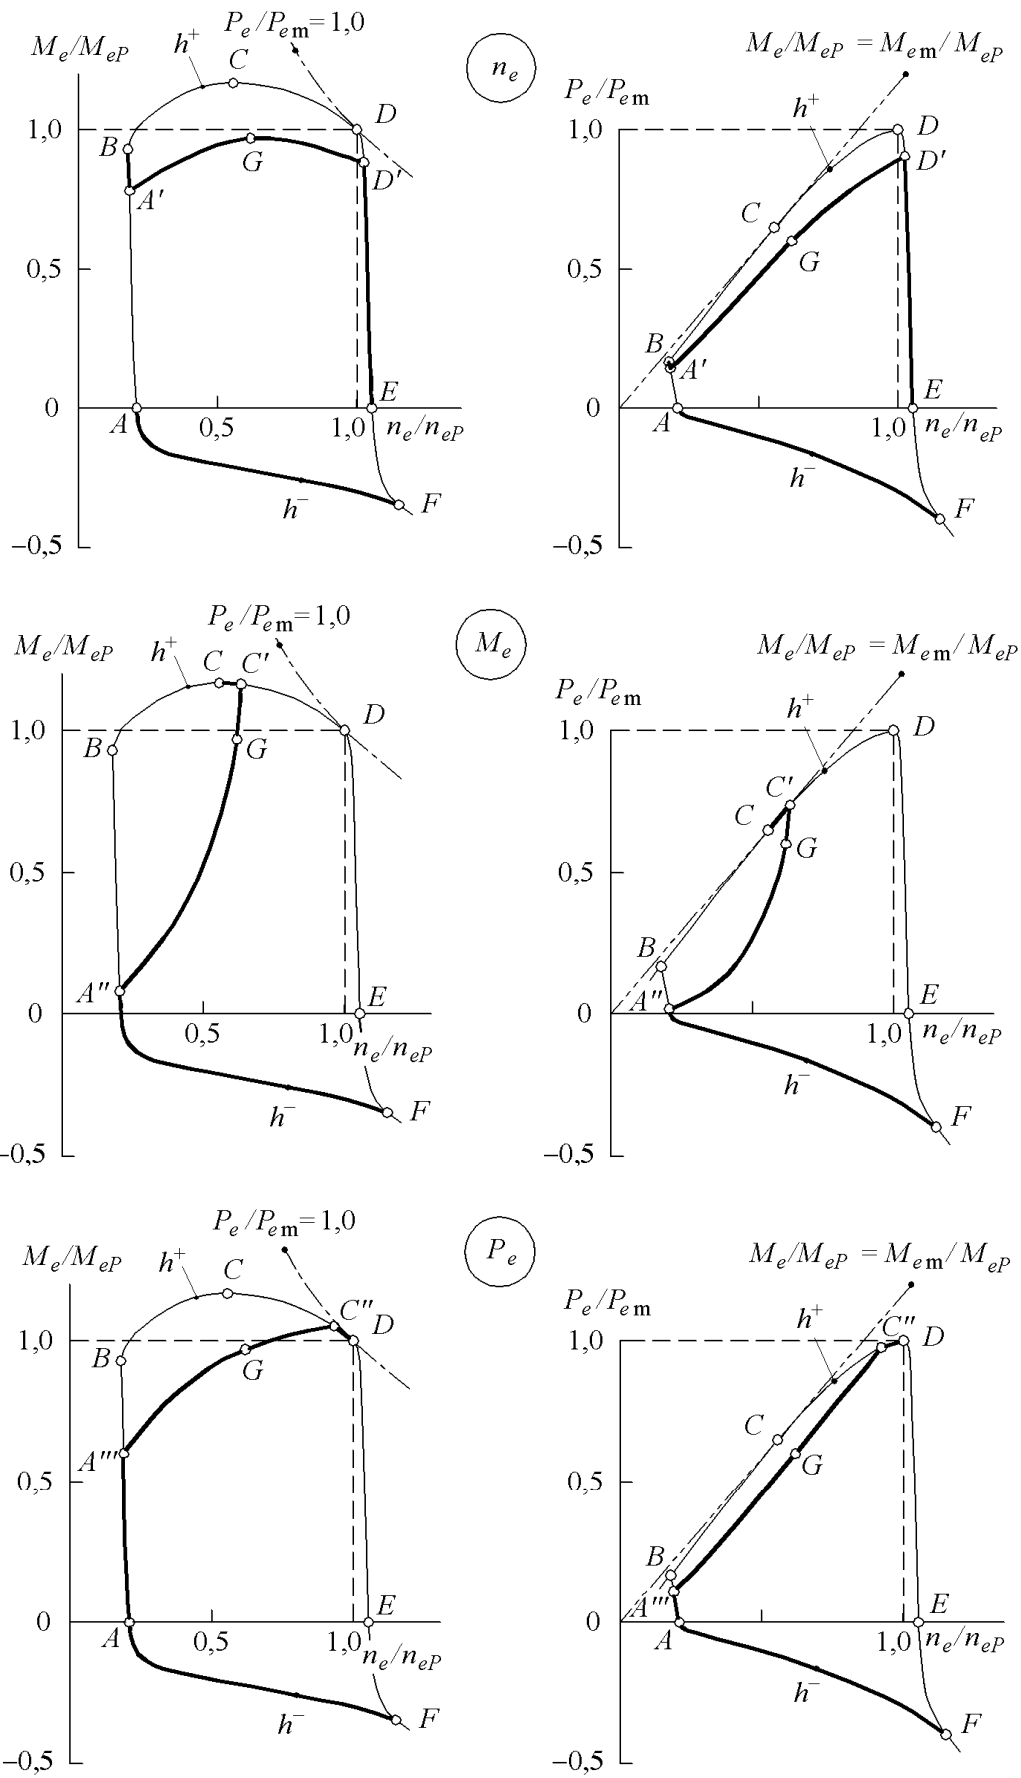 P_e/P_em=1,0
M_e/M_eP
h⁺
C
D
1,0
B
A'
G
D'
0,5
0
A
0,5
1,0
E
n_e/n_eP
h⁻
F
–0,5
n_e
M_e/M_eP = M_em/M_eP
P_e/P_em
h⁺
1,0
D
D'
C
G
0,5
B
A'
0
A
E
1,0
n_e/n_eP
h⁻
F
–0,5
P_e/P_em=1,0
M_e/M_eP
h⁺
C
C'
D
1,0
B
G
0,5
A''
0
0,5
1,0
E
n_e/n_eP
h⁻
F
–0,5
M_e
M_e/M_eP = M_em/M_eP
P_e/P_em
h⁺
1,0
D
C'
C
G
0,5
B
A''
0
E
1,0
n_e/n_eP
h⁻
F
–0,5
P_e/P_em=1,0
M_e/M_eP
h⁺
C
C''
D
1,0
B
G
A'''
0,5
0
A
0,5
1,0
E
n_e/n_eP
h⁻
F
–0,5
P_e
M_e/M_eP = M_em/M_eP
P_e/P_em
h⁺
C''
D
1,0
C
G
0,5
B
A'''
0
A
E
1,0
n_e/n_eP
h⁻
F
–0,5